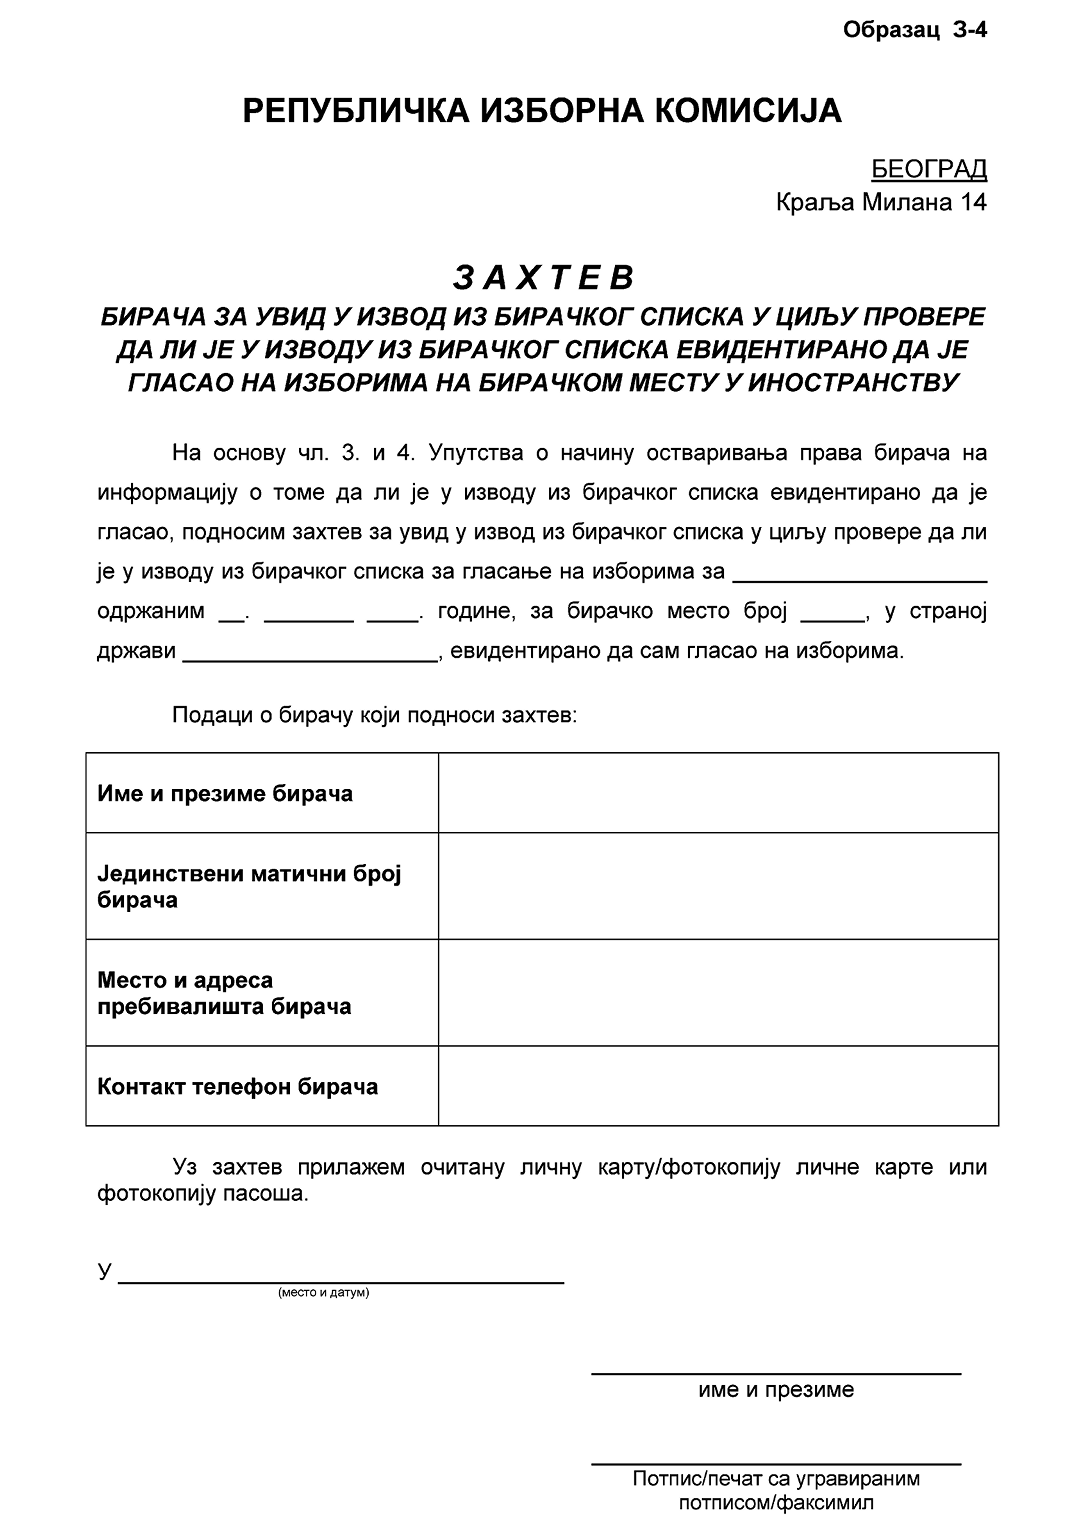 Образац З-4
РЕПУБЛИЧКА ИЗБОРНА КОМИСИЈА
БЕОГРАД
Краља Милана 14
З А Х Т Е В
БИРАЧА ЗА УВИД У ИЗВОД ИЗ БИРАЧКОГ СПИСКА У ЦИЉУ ПРОВЕРЕ
ДА ЛИ ЈЕ У ИЗВОДУ ИЗ БИРАЧКОГ СПИСКА ЕВИДЕНТИРАНО ДА ЈЕ
ГЛАСАО НА ИЗБОРИМА НА БИРАЧКОМ МЕСТУ У ИНОСТРАНСТВУ
На основу чл. 3. и 4. Упутства о начину остваривања права бирача на
информацију о томе да ли је у изводу из бирачког списка евидентирано да је
гласао, подносим захтев за увид у извод из бирачког списка у циљу провере да ли
је у изводу из бирачког списка за гласање на изборима за ____________________
одржаним __. _______ ____. године, за бирачко место број _____, у страној
држави ____________________, евидентирано да сам гласао на изборима.
Подаци о бирачу који подноси захтев:
Име и презиме бирача
Јединствени матични број
бирача
Место и адреса
пребивалишта бирача
Контакт телефон бирача
Уз захтев прилажем очитану личну карту/фотокопију личне карте или
фотокопију пасоша.
У ___________________________________
(место и датум)
име и презиме
Потпис/печат са угравираним
потписом/факсимил